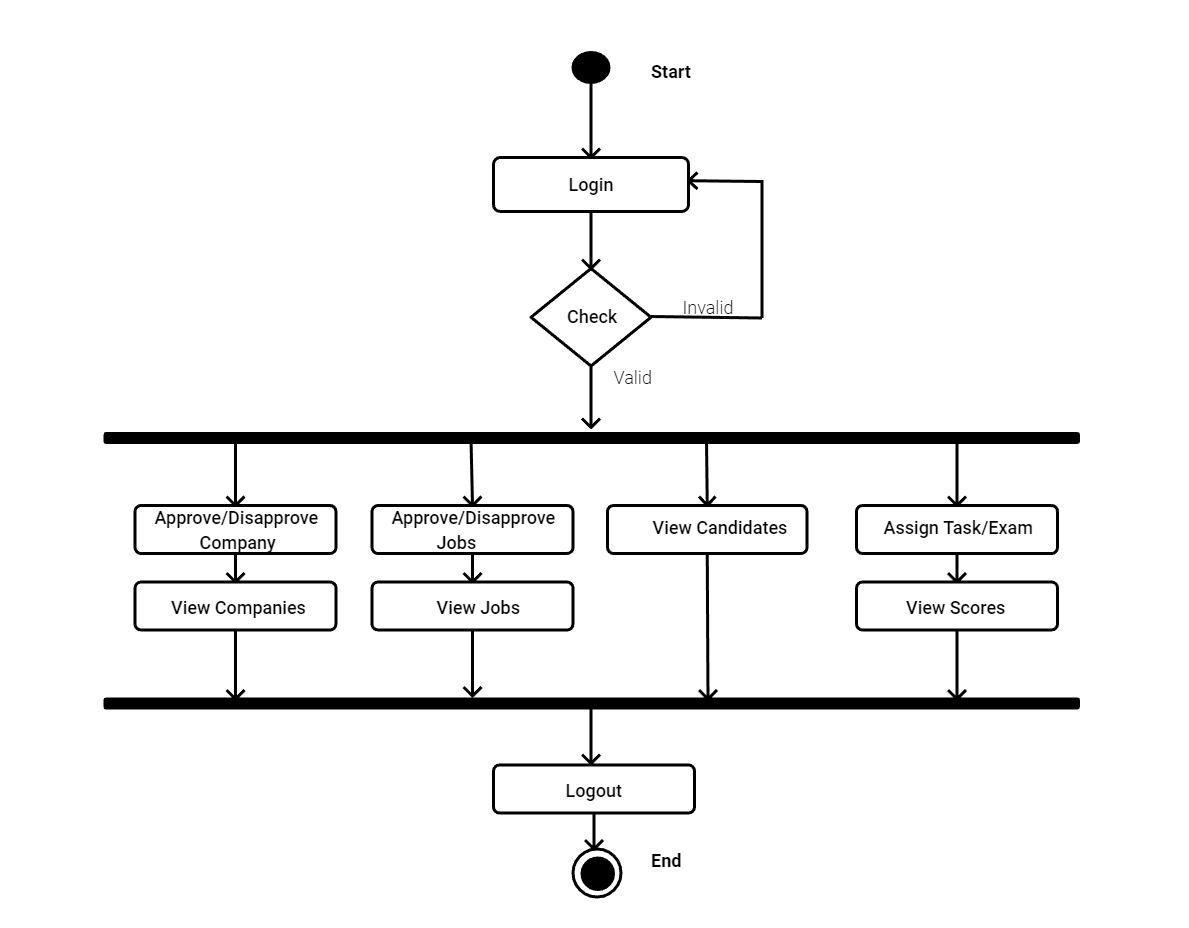 Start
Login
Check
Invalid
Valid
Approve/Disapprove
Company
Approve/Disapprove
Jobs
View Candidates
Assign Task/Exam
View Companies
View Jobs
View Scores
Logout
End